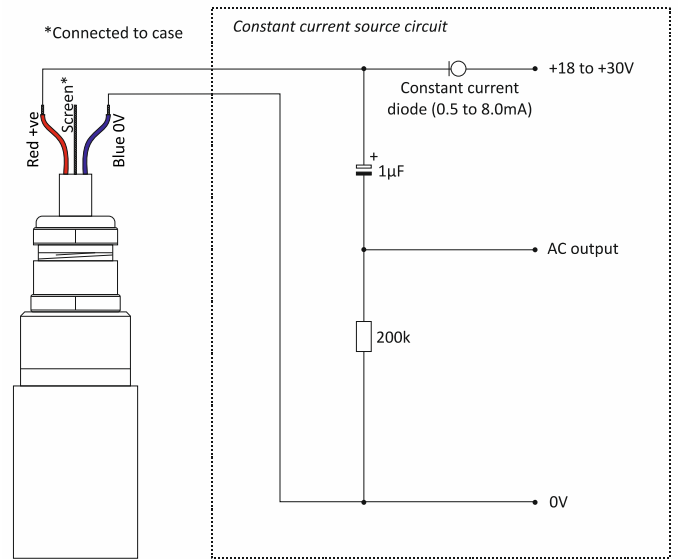 *Connected to case
Constant current source circuit
+18 to +30V
Constant current
diode (0.5 to 8.0mA)
Red +ve
Screen*
Blue 0V
+
1µF
AC output
200k
0V